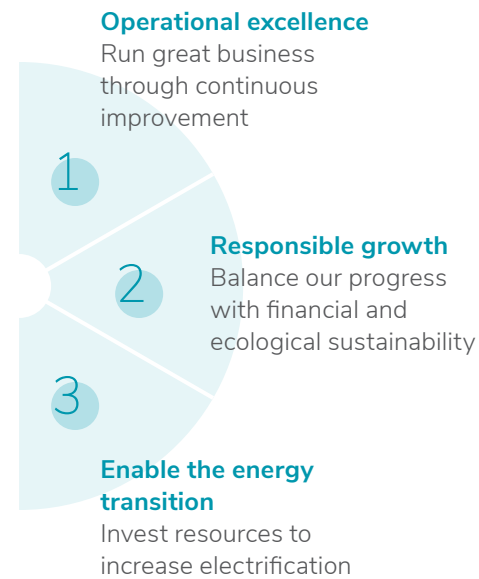 Operational excellence
Run great business
through continuous
improvement
1
Responsible growth
2
Balance our progress
with financial and
ecological sustainability
3
Enable the energy
transition
Invest resources to
increase electrification